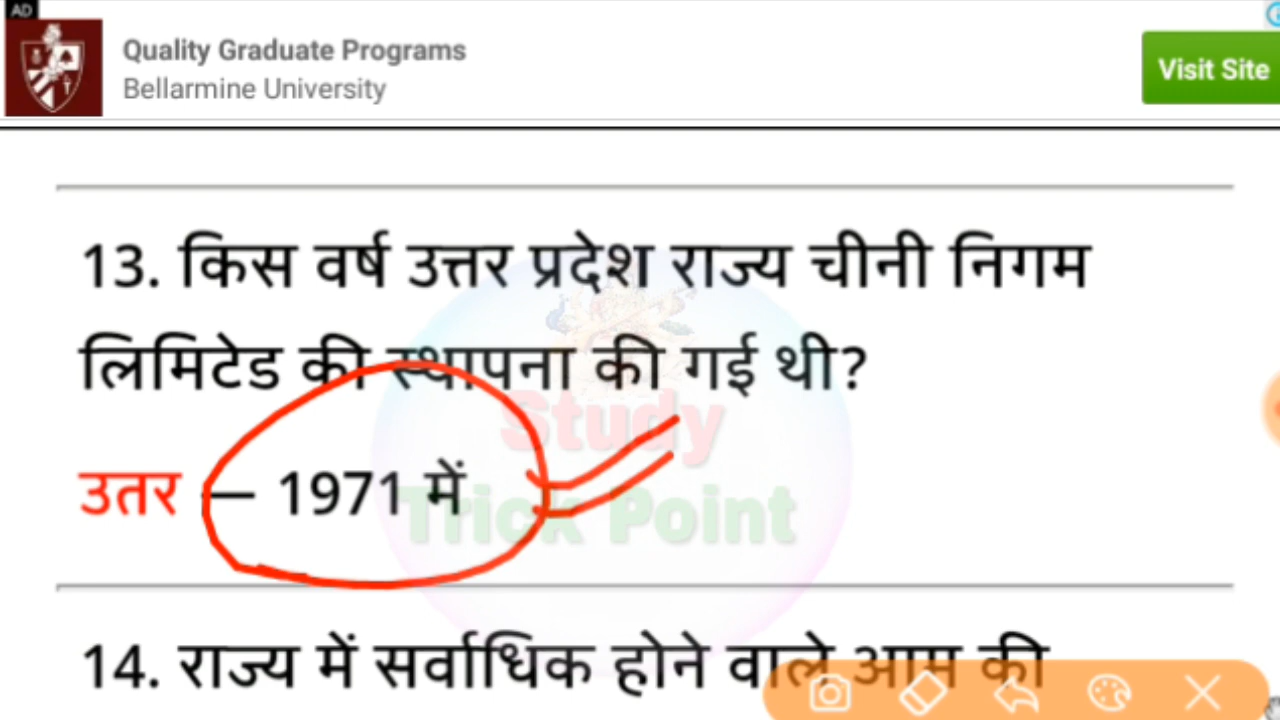 AD
Quality Graduate Programs
Bellarmine University
Visit Site
13. किस वर्ष उत्तर प्रदेश राज्य चीनी निगम
लिमिटेड की स्थापना की गई थी?
उतर — 1971 में
Study
Trick Point
14. राज्य में सर्वाधिक होने वाले आम की